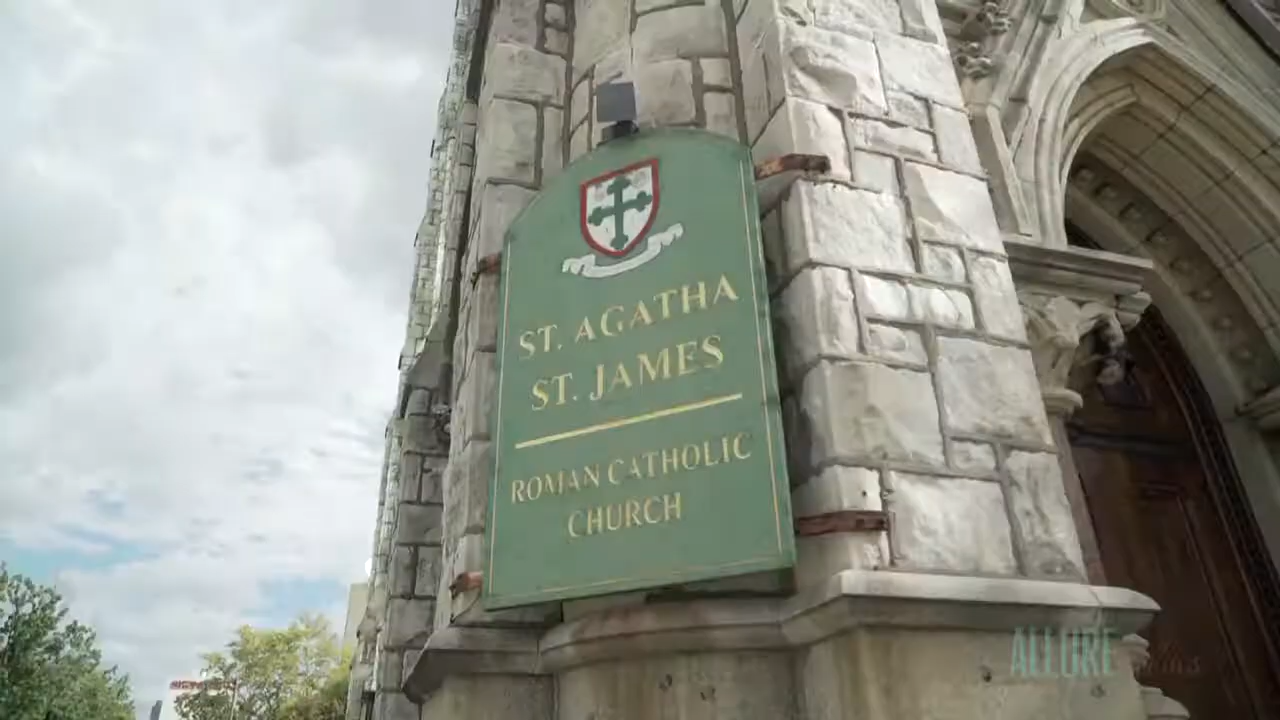 ST. AGATHA
ST. JAMES
ROMAN CATHOLIC
CHURCH
ALLURE